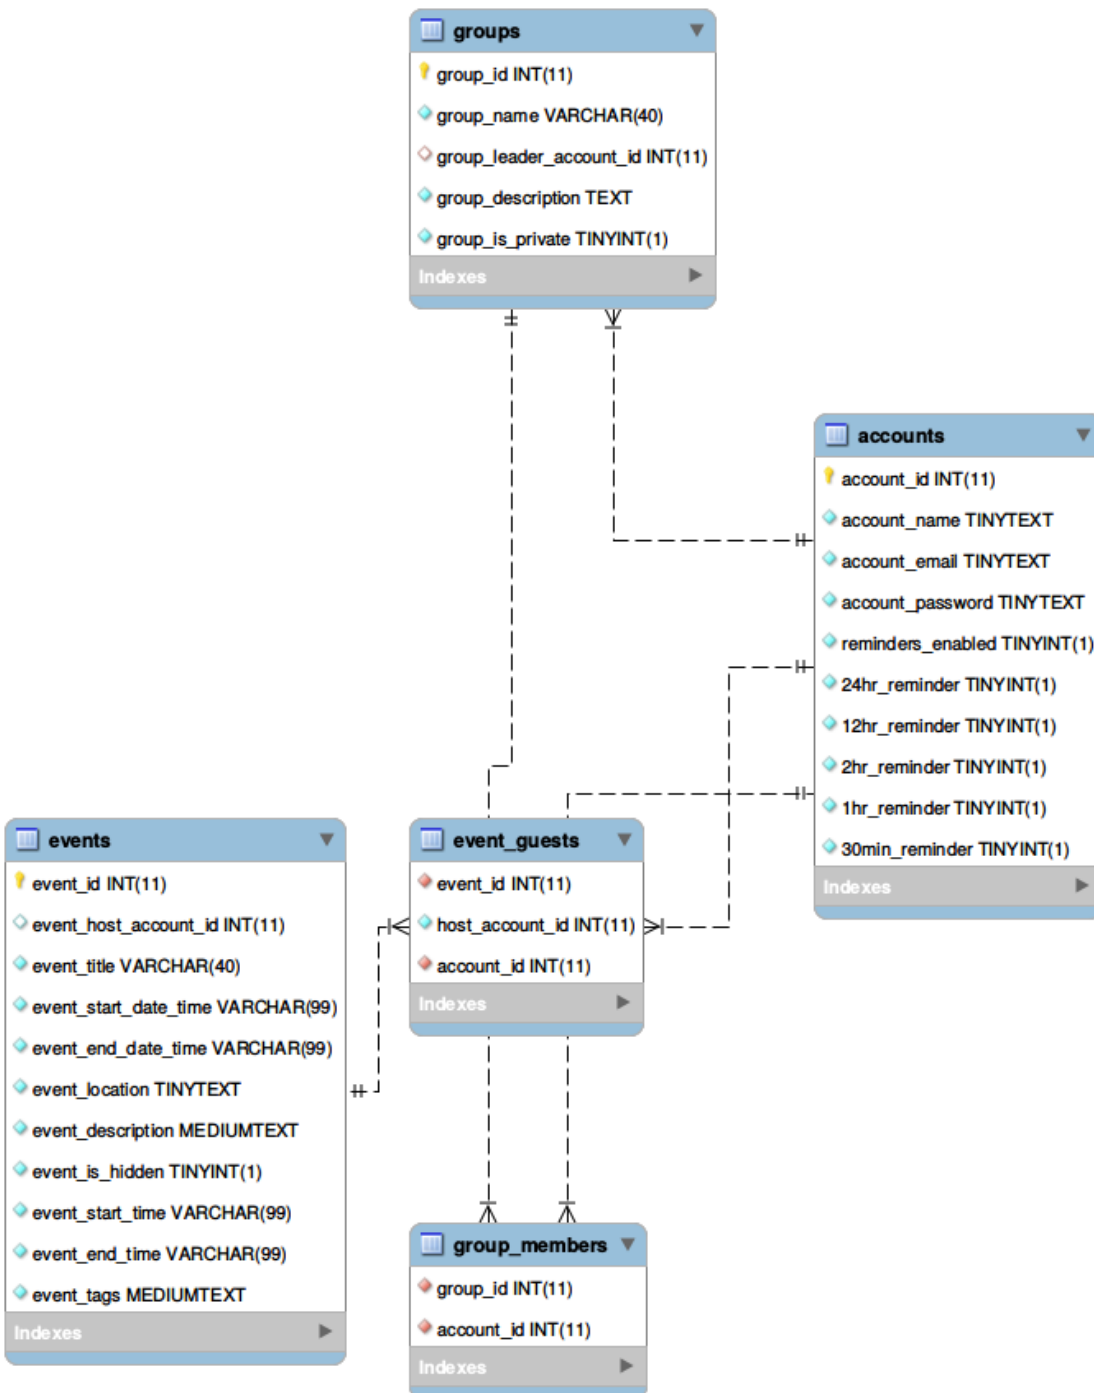 groups
group_id INT(11)
group_name VARCHAR(40)
group_leader_account_id INT(11)
group_description TEXT
group_is_private TINYINT(1)
Indexes
accounts
account_id INT(11)
account_name TINYTEXT
account_email TINYTEXT
account_password TINYTEXT
reminders_enabled TINYINT(1)
24hr_reminder TINYINT(1)
12hr_reminder TINYINT(1)
2hr_reminder TINYINT(1)
1hr_reminder TINYINT(1)
30min_reminder TINYINT(1)
Indexes
events
event_id INT(11)
event_host_account_id INT(11)
event_title VARCHAR(40)
event_start_date_time VARCHAR(99)
event_end_date_time VARCHAR(99)
event_location TINYTEXT
event_description MEDIUMTEXT
event_is_hidden TINYINT(1)
event_start_time VARCHAR(99)
event_end_time VARCHAR(99)
event_tags MEDIUMTEXT
Indexes
event_guests
event_id INT(11)
host_account_id INT(11)
account_id INT(11)
Indexes
group_members
group_id INT(11)
account_id INT(11)
Indexes